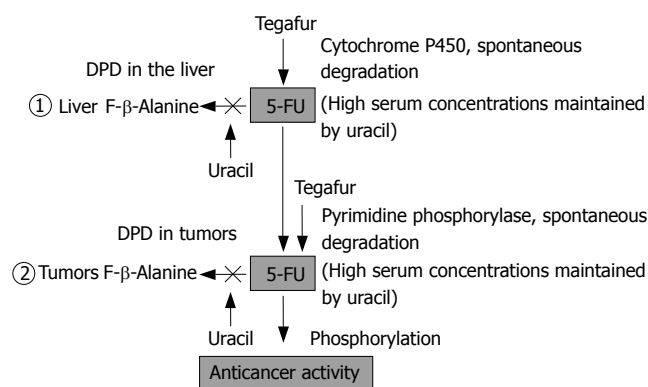 Tegafur
Cytochrome P450, spontaneous
degradation
DPD in the liver
① Liver F-β-Alanine
5-FU
(High serum concentrations maintained
by uracil)
Uracil
Tegafur
Pyrimidine phosphorylase, spontaneous
degradation
DPD in tumors
② Tumors F-β-Alanine
5-FU
(High serum concentrations maintained
by uracil)
Uracil
Phosphorylation
Anticancer activity